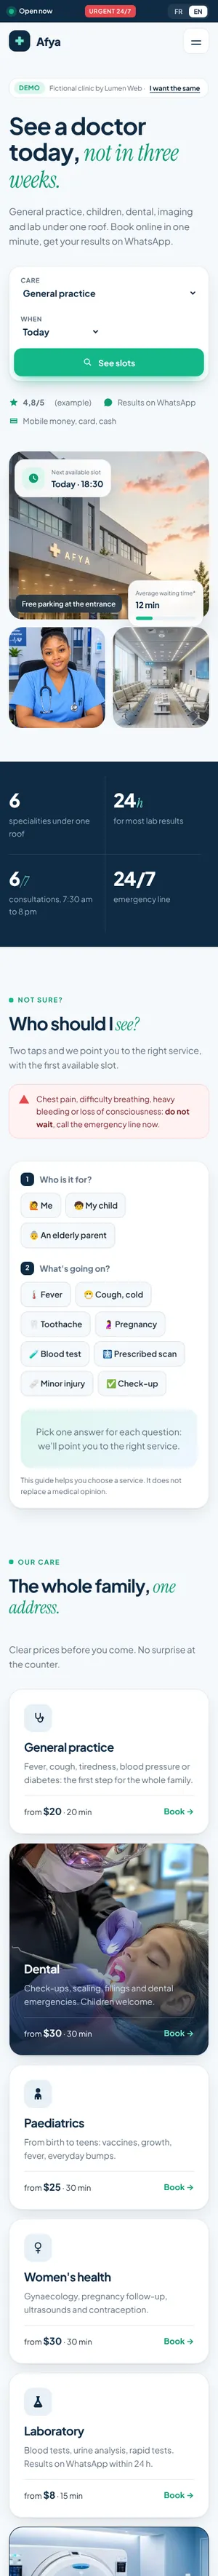 Open now
URGENT 24/7
FR EN
Afya
DEMO Fictional clinic by Lumen Web · I want the same
See a doctor
today, not in three
weeks.
General practice, children, dental, imaging
and lab under one roof. Book online in one
minute, get your results on WhatsApp.
CARE
General practice
WHEN
Today
See slots
4,8/5 (example) Results on WhatsApp
Mobile money, card, cash
Next available slot
Today · 18:30
AFYA
Free parking at the entrance
Average waiting time*
12 min
6
specialities under one
roof
24h
for most lab results
6/7
consultations, 7:30 am
to 8 pm
24/7
emergency line
NOT SURE?
Who should I see?
Two taps and we point you to the right service,
with the first available slot.
Chest pain, difficulty breathing, heavy
bleeding or loss of consciousness: do not
wait, call the emergency line now.
1 Who is it for?
Me My child
An elderly parent
2 What's going on?
Fever Cough, cold
Toothache Pregnancy
Blood test Prescribed scan
Minor injury Check-up
Pick one answer for each question:
we'll point you to the right service.
This guide helps you choose a service. It does not
replace a medical opinion.
OUR CARE
The whole family, one
address.
Clear prices before you come. No surprise at
the counter.
General practice
Fever, cough, tiredness, blood pressure or
diabetes: the first step for the whole family.
from $20 · 20 min Book →
Dental
Check-ups, scaling, fillings and dental
emergencies. Children welcome.
from $30 · 30 min Book →
Paediatrics
From birth to teens: vaccines, growth,
fever, everyday bumps.
from $25 · 30 min Book →
Women's health
Gynaecology, pregnancy follow-up,
ultrasounds and contraception.
from $30 · 30 min Book →
Laboratory
Blood tests, urine analysis, rapid tests.
Results on WhatsApp within 24 h.
from $8 · 15 min Book →